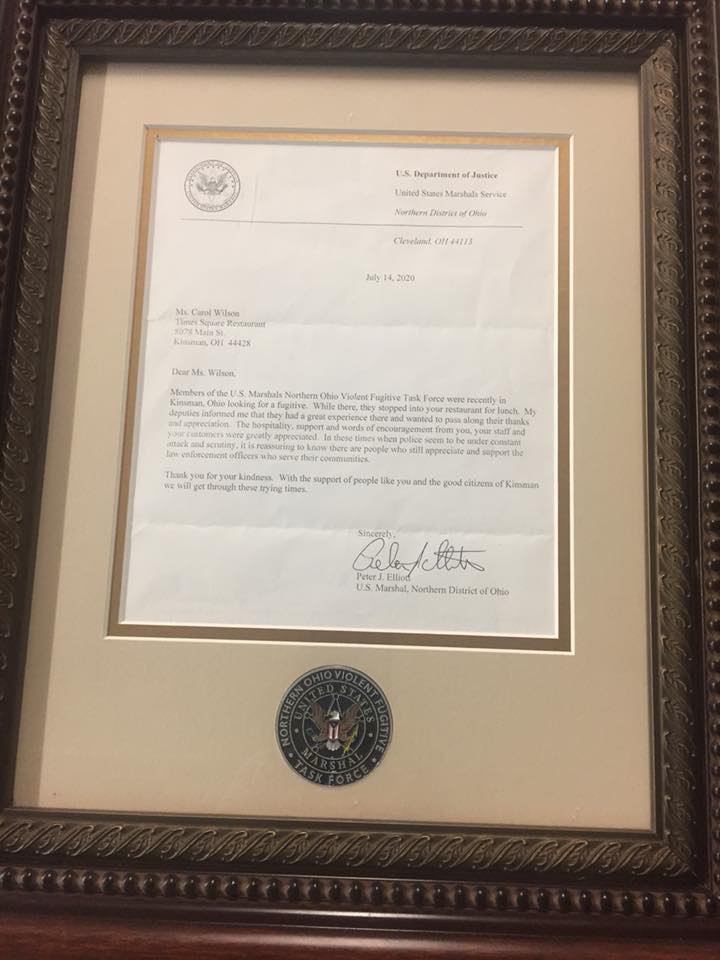 U.S. Department of Justice
United States Marshals Service
Northern District of Ohio
Cleveland, OH 44113
July 14, 2020
Ms. Carol Wilson
Times Square Restaurant
8078 Main St.
Kinsman, OH 44428
Dear Ms. Wilson,
Members of the U.S. Marshals Northern Ohio Violent Fugitive Task Force were recently in
Kinsman, Ohio looking for a fugitive. While there, they stopped into your restaurant for lunch. My
deputies informed me that they had a great experience there and wanted to pass along their thanks
and appreciation. The hospitality, support and words of encouragement from you, your staff and
your customers were greatly appreciated. In these times when police seem to be under constant
attack and scrutiny, it is reassuring to know there are people who still appreciate and support the
law enforcement officers who serve their communities.
Thank you for your kindness. With the support of people like you and the good citizens of Kinsman
we will get through these trying times.
Sincerely,
Peter J. Elliott
U.S. Marshal, Northern District of Ohio
NORTHERN OHIO VIOLENT FUGITIVE
UNITED STATES
MARSHAL
TASK FORCE